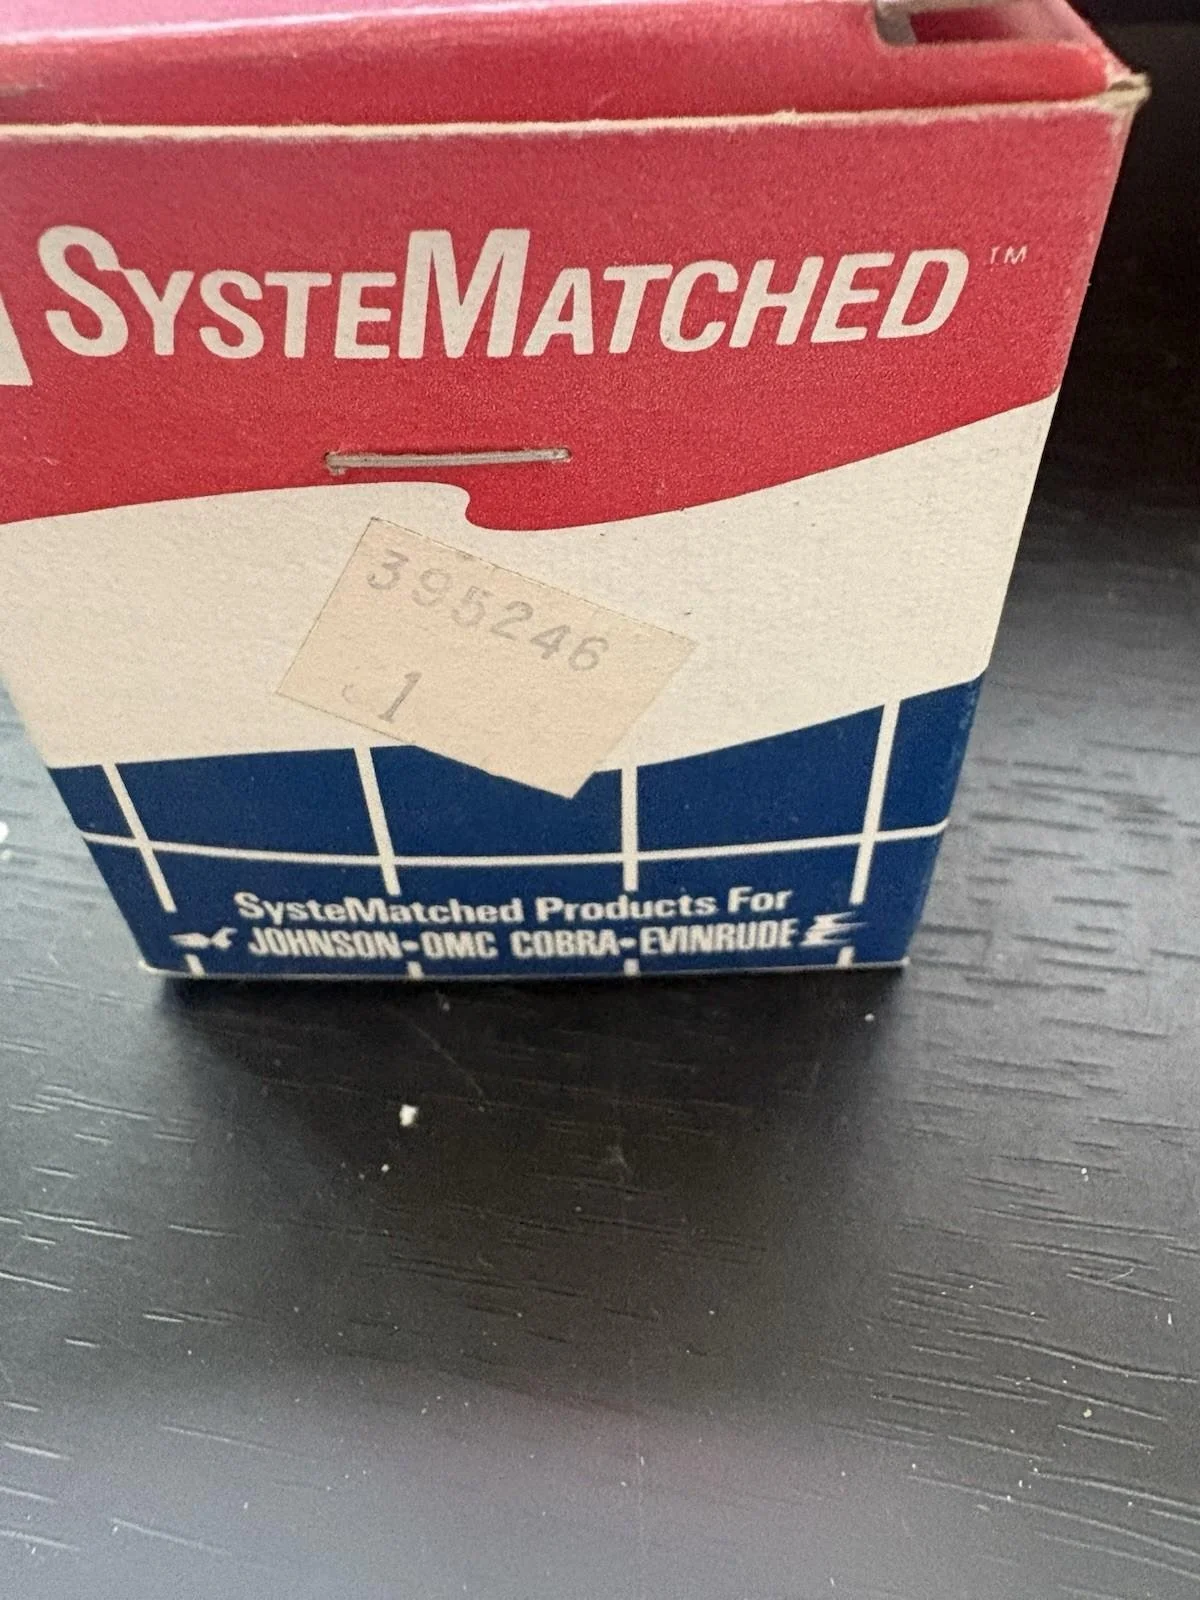 SYSTEMATCHED™
395246
1
SysteMatched Products For
JOHNSON•OMC COBRA•EVINRUDE